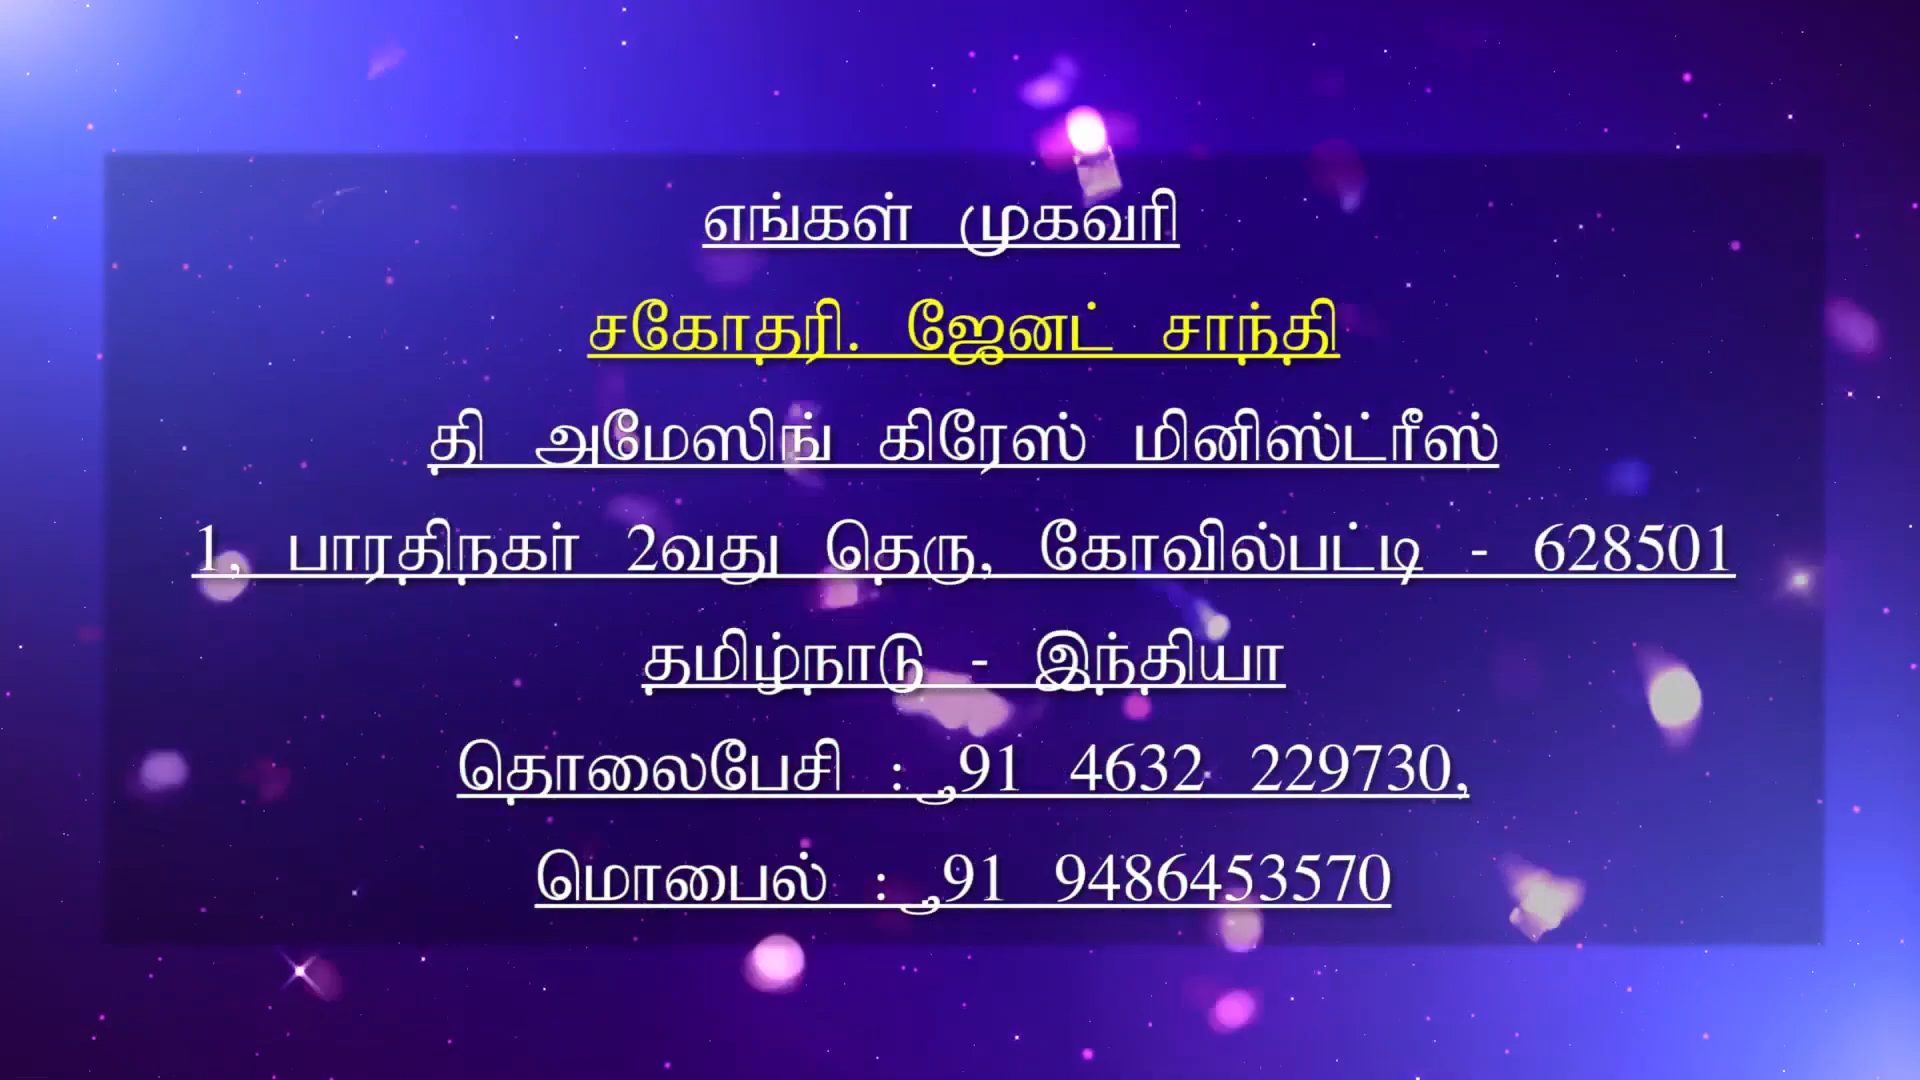 எங்கள் முகவரி
சகோதரி. ஜேனட் சாந்தி
தி அமேஸிங் கிரேஸ் மினிஸ்ட்ரீஸ்
1, பாரதிநகர் 2வது தெரு, கோவில்பட்டி - 628501
தமிழ்நாடு - இந்தியா
தொலைபேசி : ு91 4632 229730,
மொபைல் : ு91 9486453570